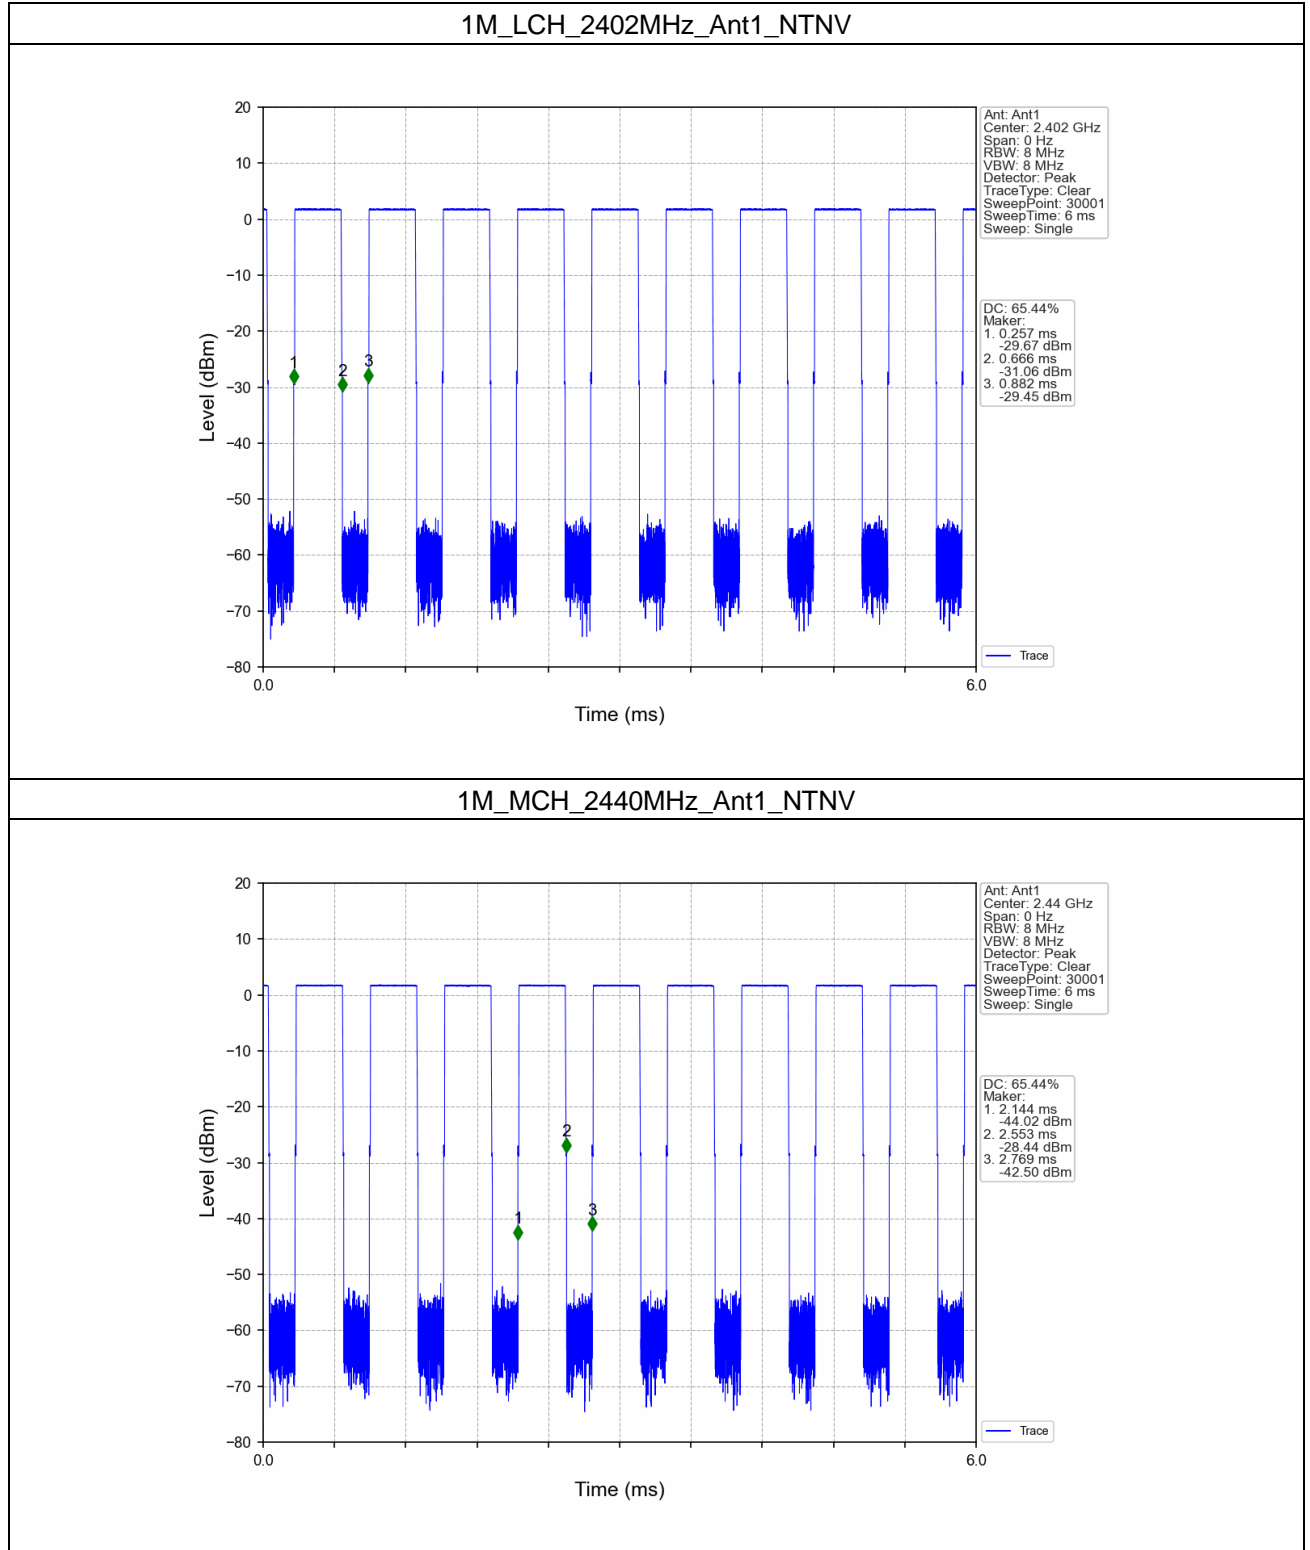 1M_LCH_2402MHz_Ant1_NTNV
20
10
0
−10
−20
−30
−40
−50
−60
−70
−80
Level (dBm)
1
2
3
0.0
6.0
Time (ms)
Ant: Ant1
Center: 2.402 GHz
Span: 0 Hz
RBW: 8 MHz
VBW: 8 MHz
Detector: Peak
TraceType: Clear
SweepPoint: 30001
SweepTime: 6 ms
Sweep: Single
DC: 65.44%
Maker:
1. 0.257 ms
-29.67 dBm
2. 0.666 ms
-31.06 dBm
3. 0.882 ms
-29.45 dBm
Trace
1M_MCH_2440MHz_Ant1_NTNV
20
10
0
−10
−20
−30
−40
−50
−60
−70
−80
Level (dBm)
1
2
3
0.0
6.0
Time (ms)
Ant: Ant1
Center: 2.44 GHz
Span: 0 Hz
RBW: 8 MHz
VBW: 8 MHz
Detector: Peak
TraceType: Clear
SweepPoint: 30001
SweepTime: 6 ms
Sweep: Single
DC: 65.44%
Maker:
1. 2.144 ms
-44.02 dBm
2. 2.553 ms
-28.44 dBm
3. 2.769 ms
-42.50 dBm
Trace